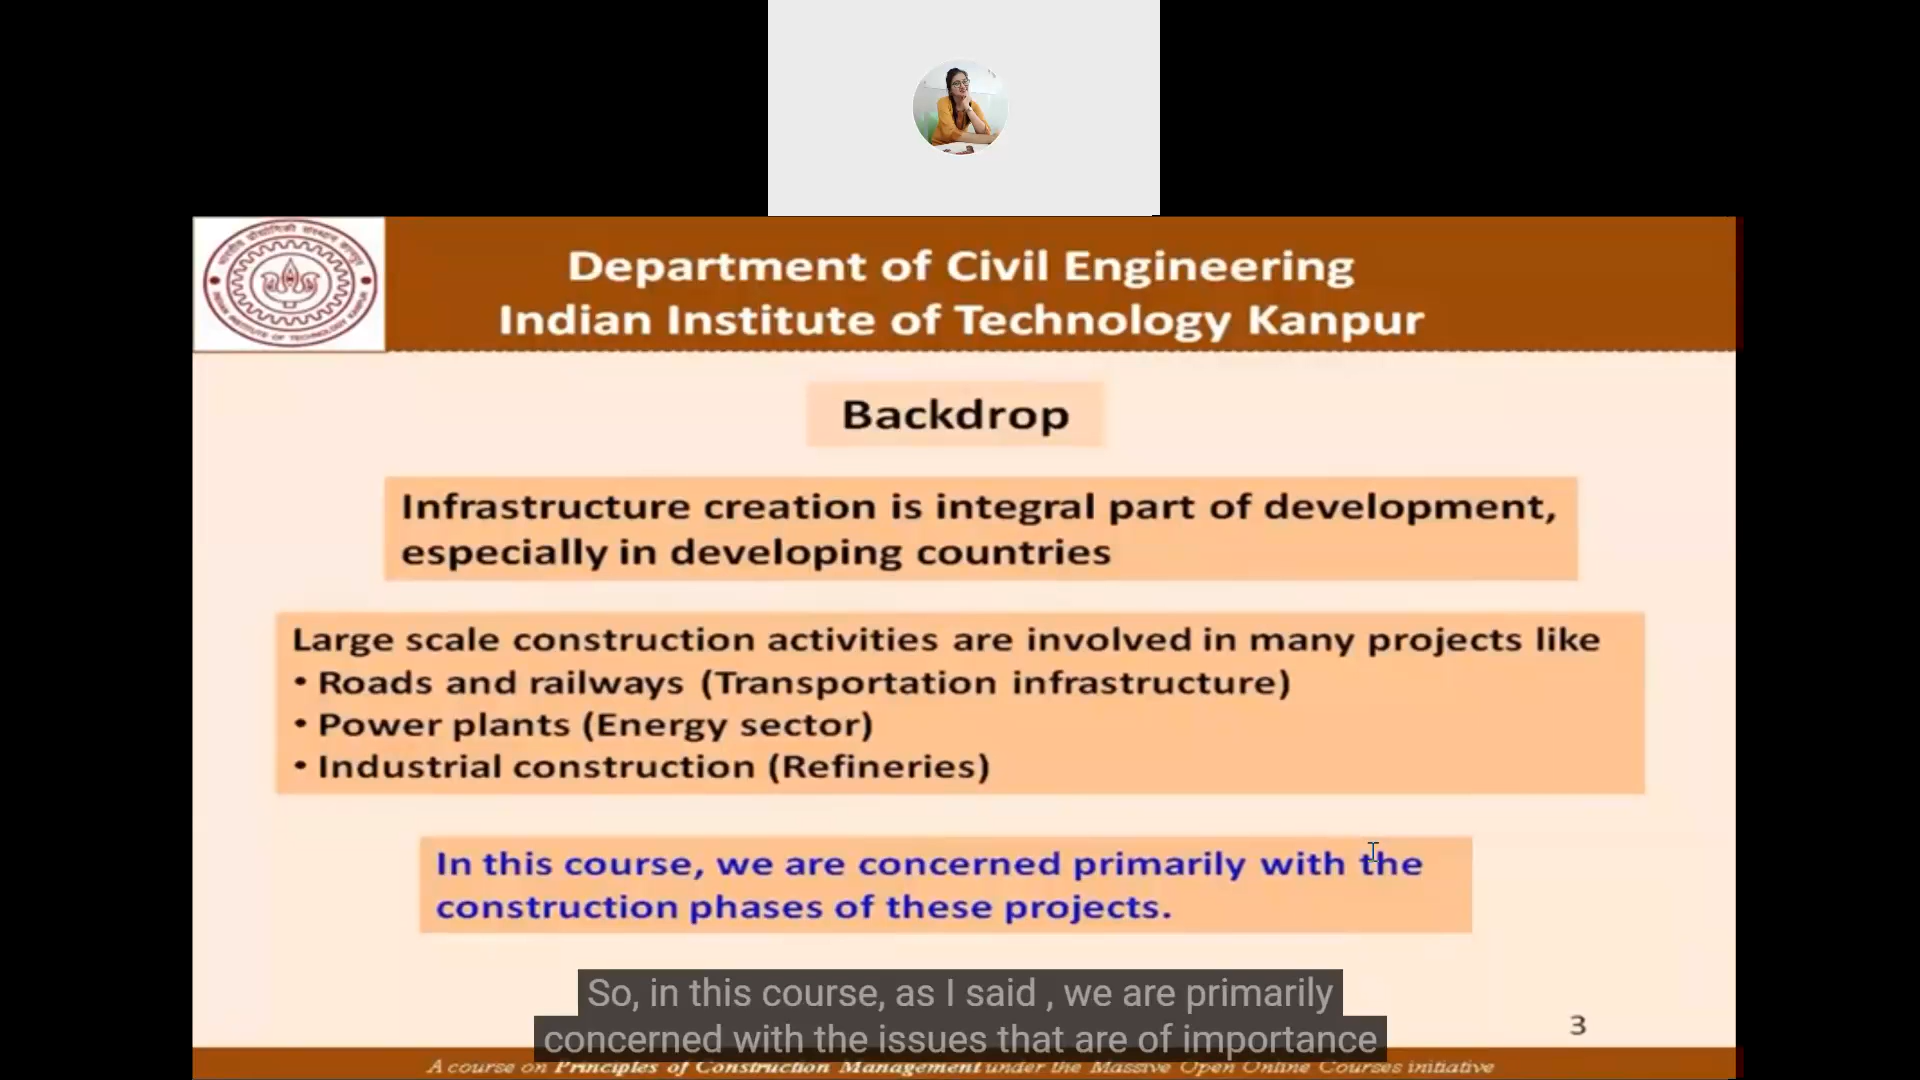 Department of Civil Engineering
Indian Institute of Technology Kanpur
Backdrop
Infrastructure creation is integral part of development,
especially in developing countries
Large scale construction activities are involved in many projects like
• Roads and railways (Transportation infrastructure)
• Power plants (Energy sector)
• Industrial construction (Refineries)
In this course, we are concerned primarily with the
construction phases of these projects.
So, in this course, as I said , we are primarily
concerned with the issues that are of importance
3
A course on Principles of Construction Management under the Massive Open Online Courses initiative